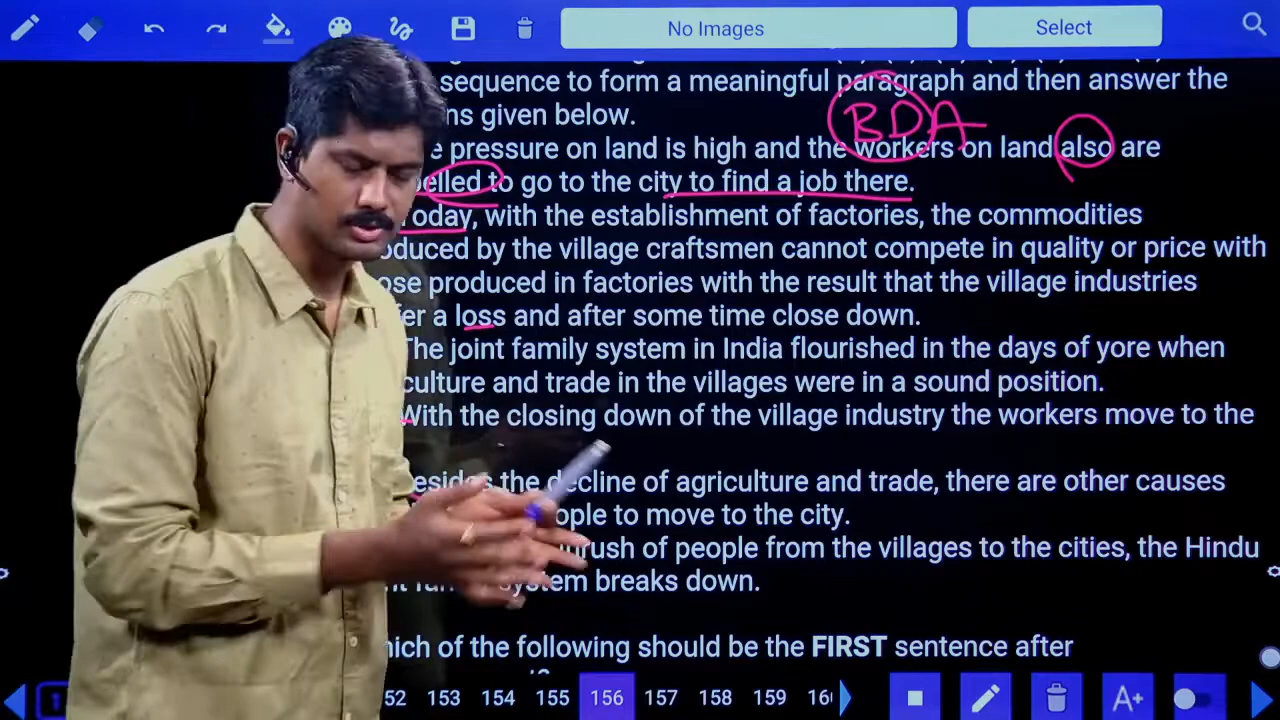 No Images
Select
sequence to form a meaningful paragraph and then answer the
ns given below.
BDA
e pressure on land is high and the workers on land also are
elled to go to the city to find a job there.
Today, with the establishment of factories, the commodities
oduced by the village craftsmen cannot compete in quality or price with
ose produced in factories with the result that the village industries
er a loss and after some time close down.
The joint family system in India flourished in the days of yore when
culture and trade in the villages were in a sound position.
With the closing down of the village industry the workers move to the
esides the decline of agriculture and trade, there are other causes
ople to move to the city.
rush of people from the villages to the cities, the Hindu
system breaks down.
hich of the following should be the FIRST sentence after
52 153 154 155 156 157 158 159 16
A+